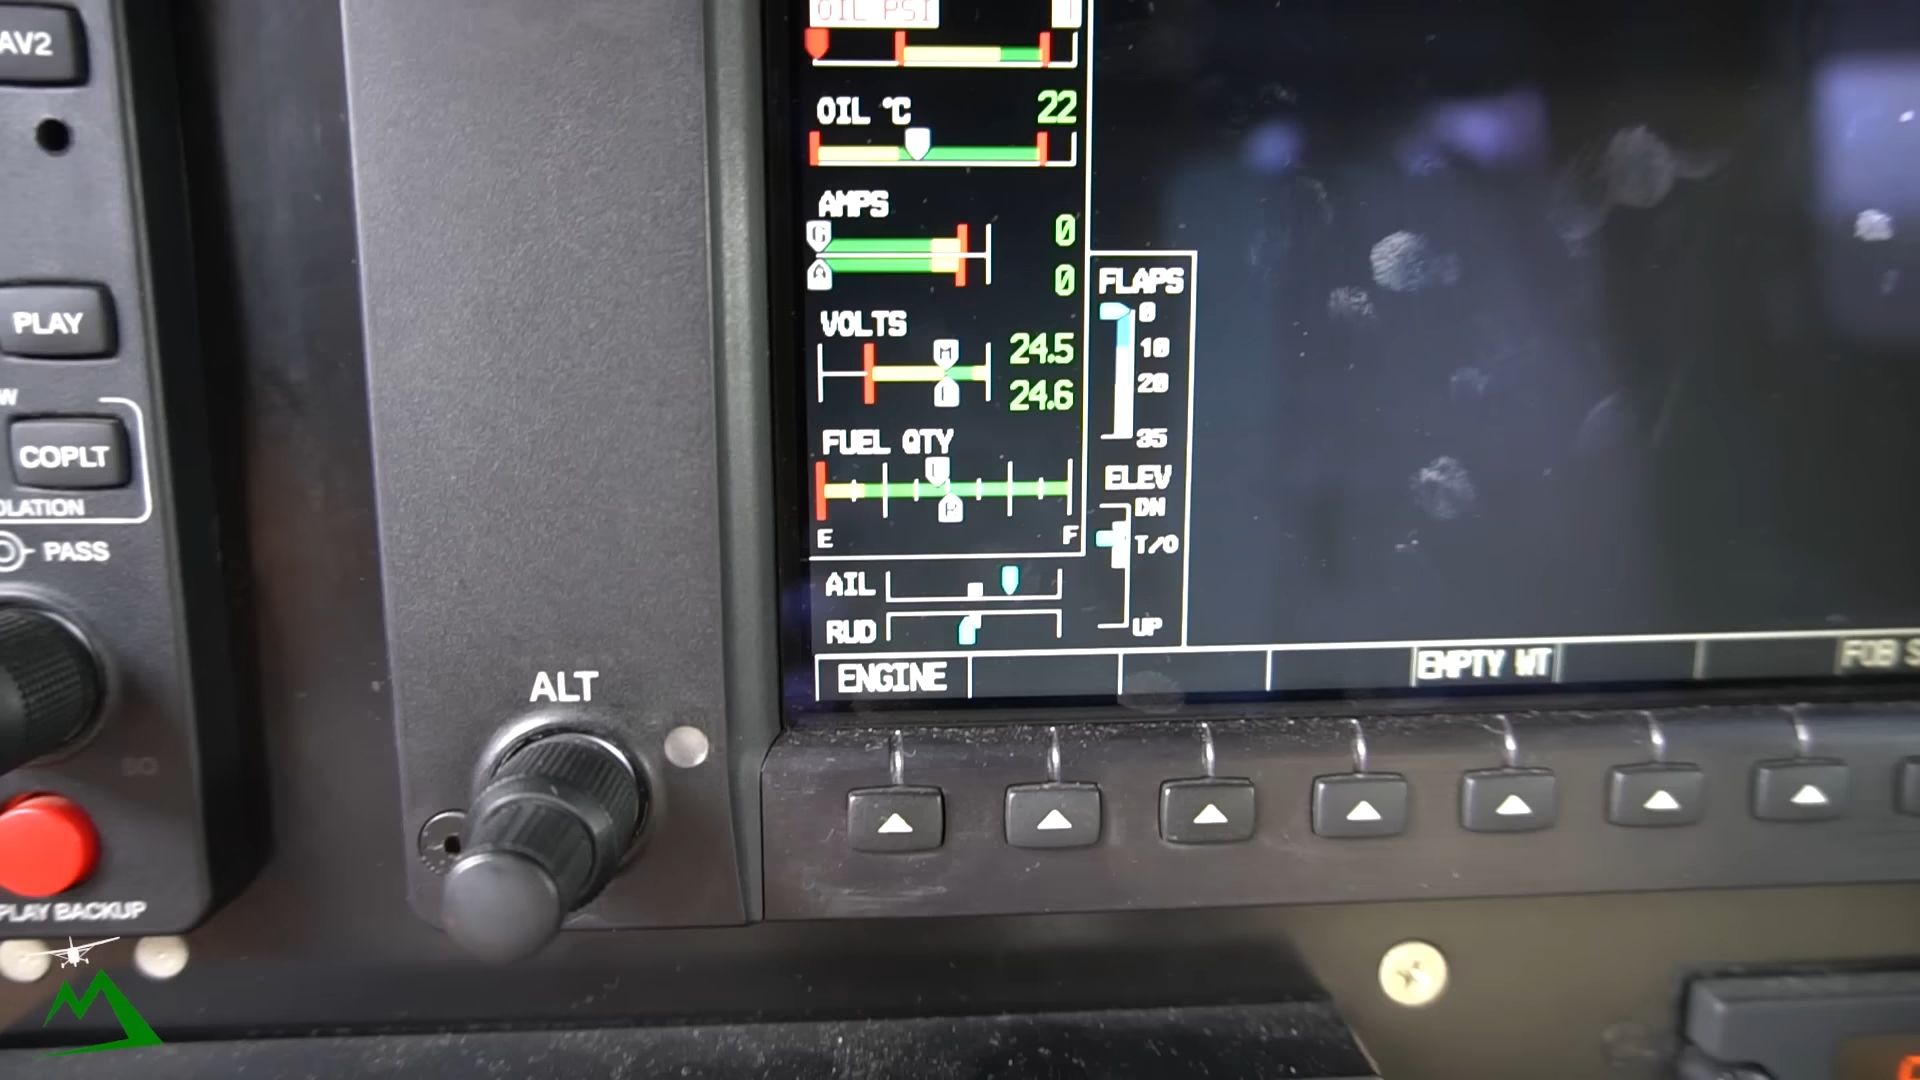 AV2
PLAY
COPLT
OLATION
PASS
PLAY BACKUP
ALT
OIL PSI
OIL °C 22
AMPS
G 0
A 0
VOLTS
M 24.5
24.6
FUEL QTY
L
R
E F
AIL
RUD
FLAPS
0
10
20
35
ELEV
DN
T/O
UP
ENGINE
EMPTY WT
FOB S